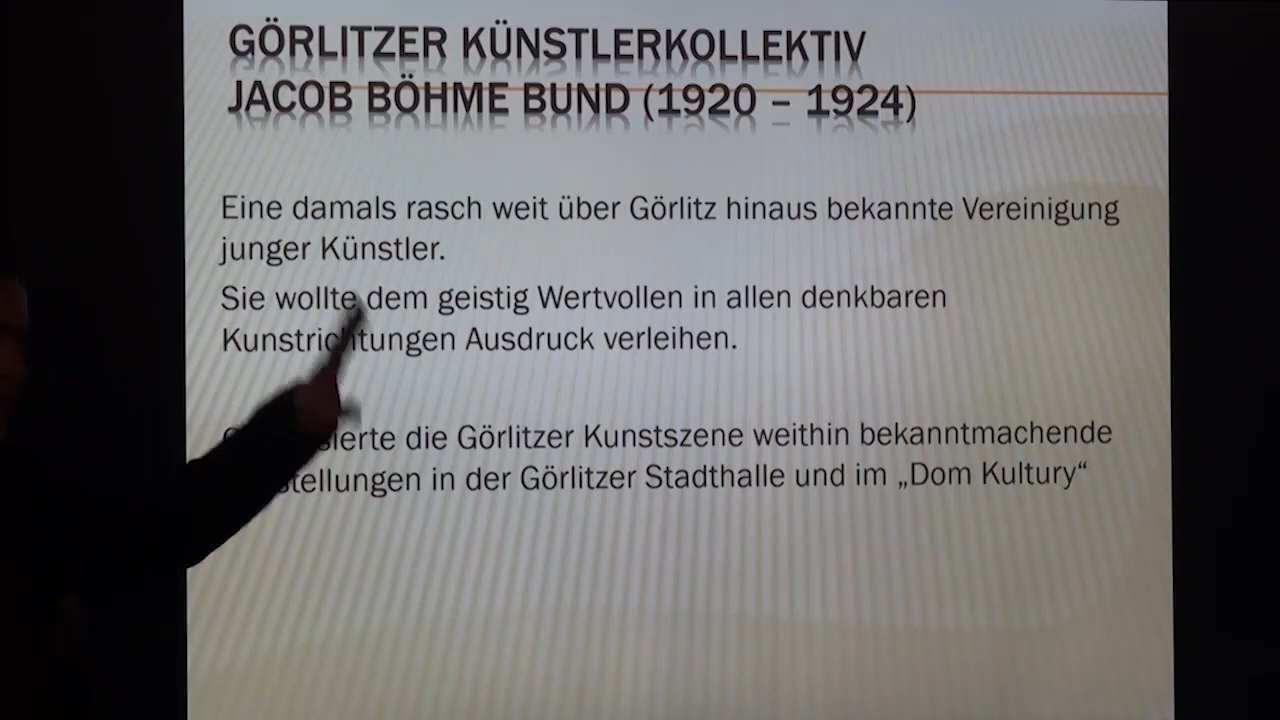 GÖRLITZER KÜNSTLERKOLLEKTIV
JACOB BÖHME BUND (1920 – 1924)
Eine damals rasch weit über Görlitz hinaus bekannte Vereinigung
junger Künstler.
Sie wollte dem geistig Wertvollen in allen denkbaren
Kunstrichtungen Ausdruck verleihen.
die Görlitzer Kunstszene weithin bekanntmachende
in der Görlitzer Stadthalle und im „Dom Kultury“